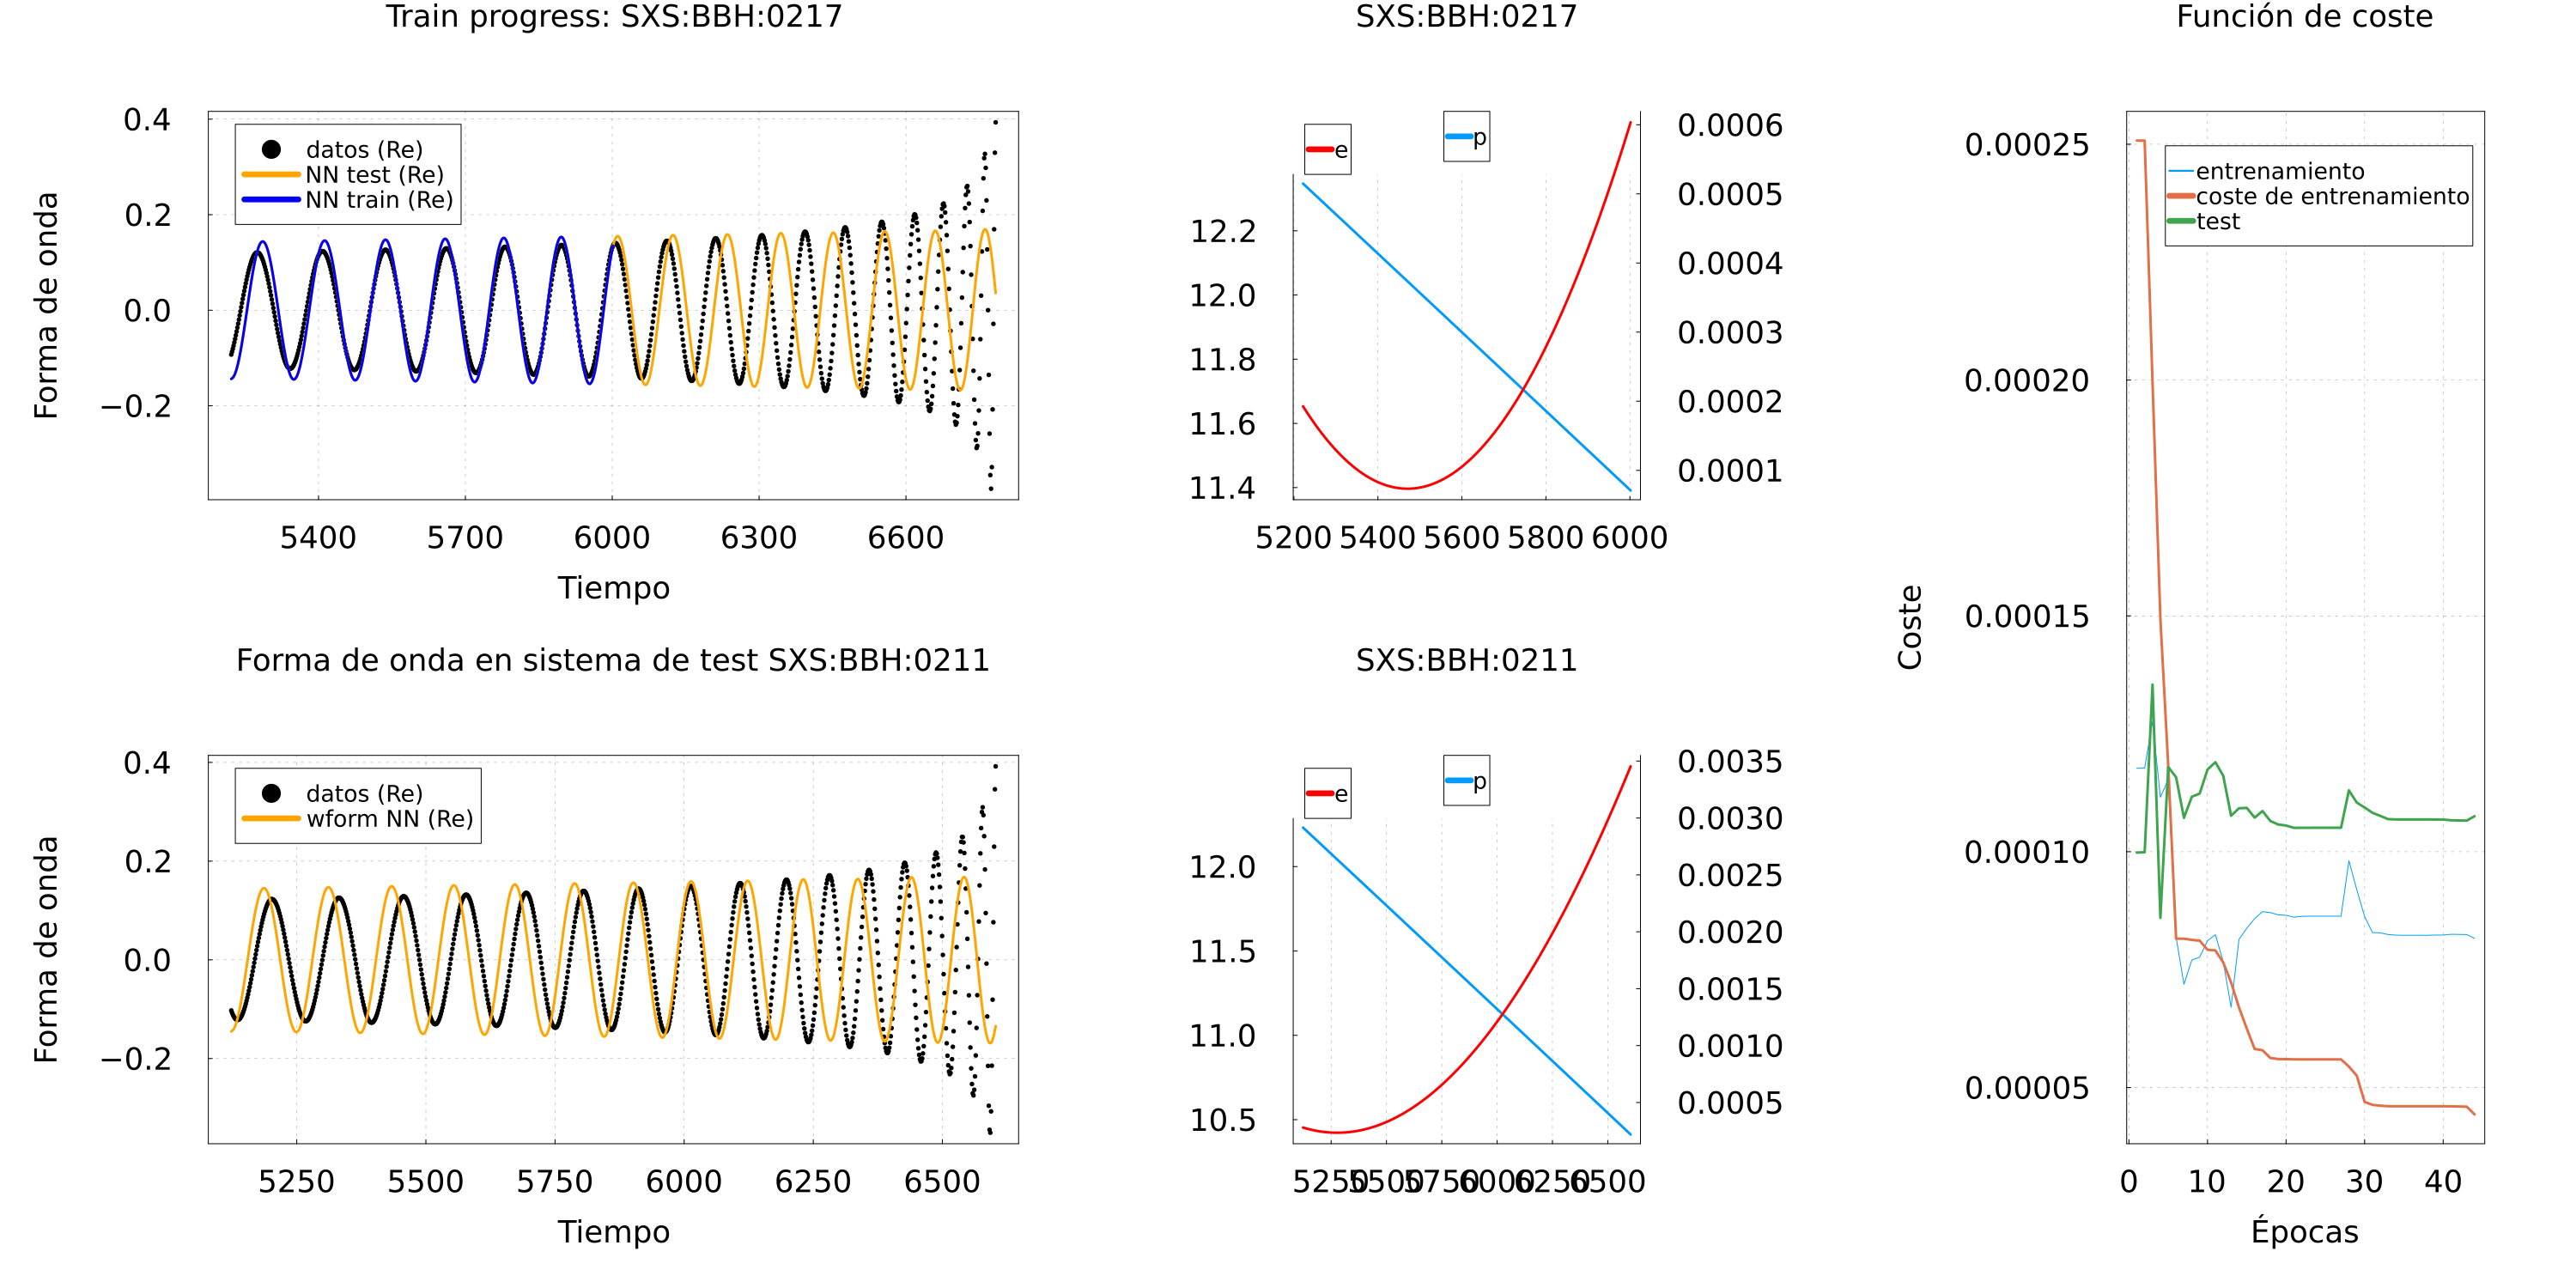 Train progress: SXS:BBH:0217
SXS:BBH:0217
Función de coste
Forma de onda
0.4
0.2
0.0
−0.2
datos (Re)
NN test (Re)
NN train (Re)
5400 5700 6000 6300 6600
Tiempo
e
p
12.2
12.0
11.8
11.6
11.4
0.0006
0.0005
0.0004
0.0003
0.0002
0.0001
5200 5400 5600 5800 6000
Forma de onda en sistema de test SXS:BBH:0211
SXS:BBH:0211
Forma de onda
0.4
0.2
0.0
−0.2
datos (Re)
wform NN (Re)
5250 5500 5750 6000 6250 6500
Tiempo
e
p
12.0
11.5
11.0
10.5
0.0035
0.0030
0.0025
0.0020
0.0015
0.0010
0.0005
5250 5500 5750 6000 6250 6500
Coste
0.00025
0.00020
0.00015
0.00010
0.00005
entrenamiento
coste de entrenamiento
test
0 10 20 30 40
Épocas